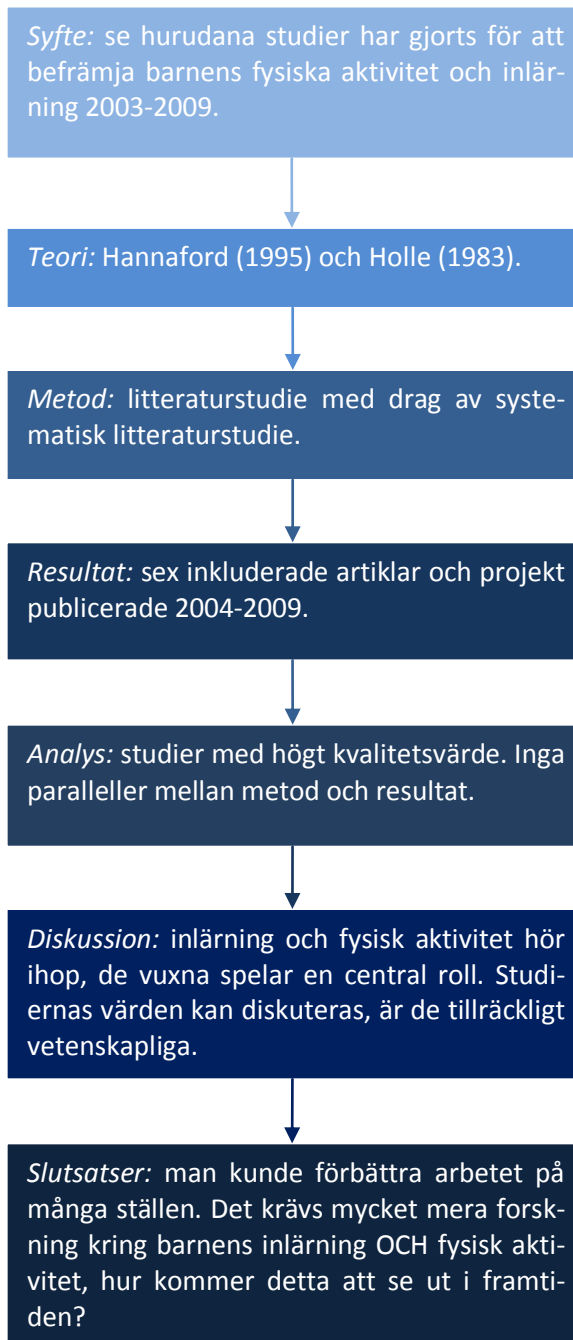 Syfte: se hurudana studier har gjorts för att
befrämja barnens fysiska aktivitet och inlär-
ning 2003-2009.
Teori: Hannaford (1995) och Holle (1983).
Metod: litteraturstudie med drag av syste-
matisk litteraturstudie.
Resultat: sex inkluderade artiklar och projekt
publicerade 2004-2009.
Analys: studier med högt kvalitetsvärde. Inga
paralleller mellan metod och resultat.
Diskussion: inlärning och fysisk aktivitet hör
ihop, de vuxna spelar en central roll. Studi-
ernas värden kan diskuteras, är de tillräckligt
vetenskapliga.
Slutsatser: man kunde förbättra arbetet på
många ställen. Det krävs mycket mera forsk-
ning kring barnens inlärning OCH fysisk akti-
vitet, hur kommer detta att se ut i framti-
den?